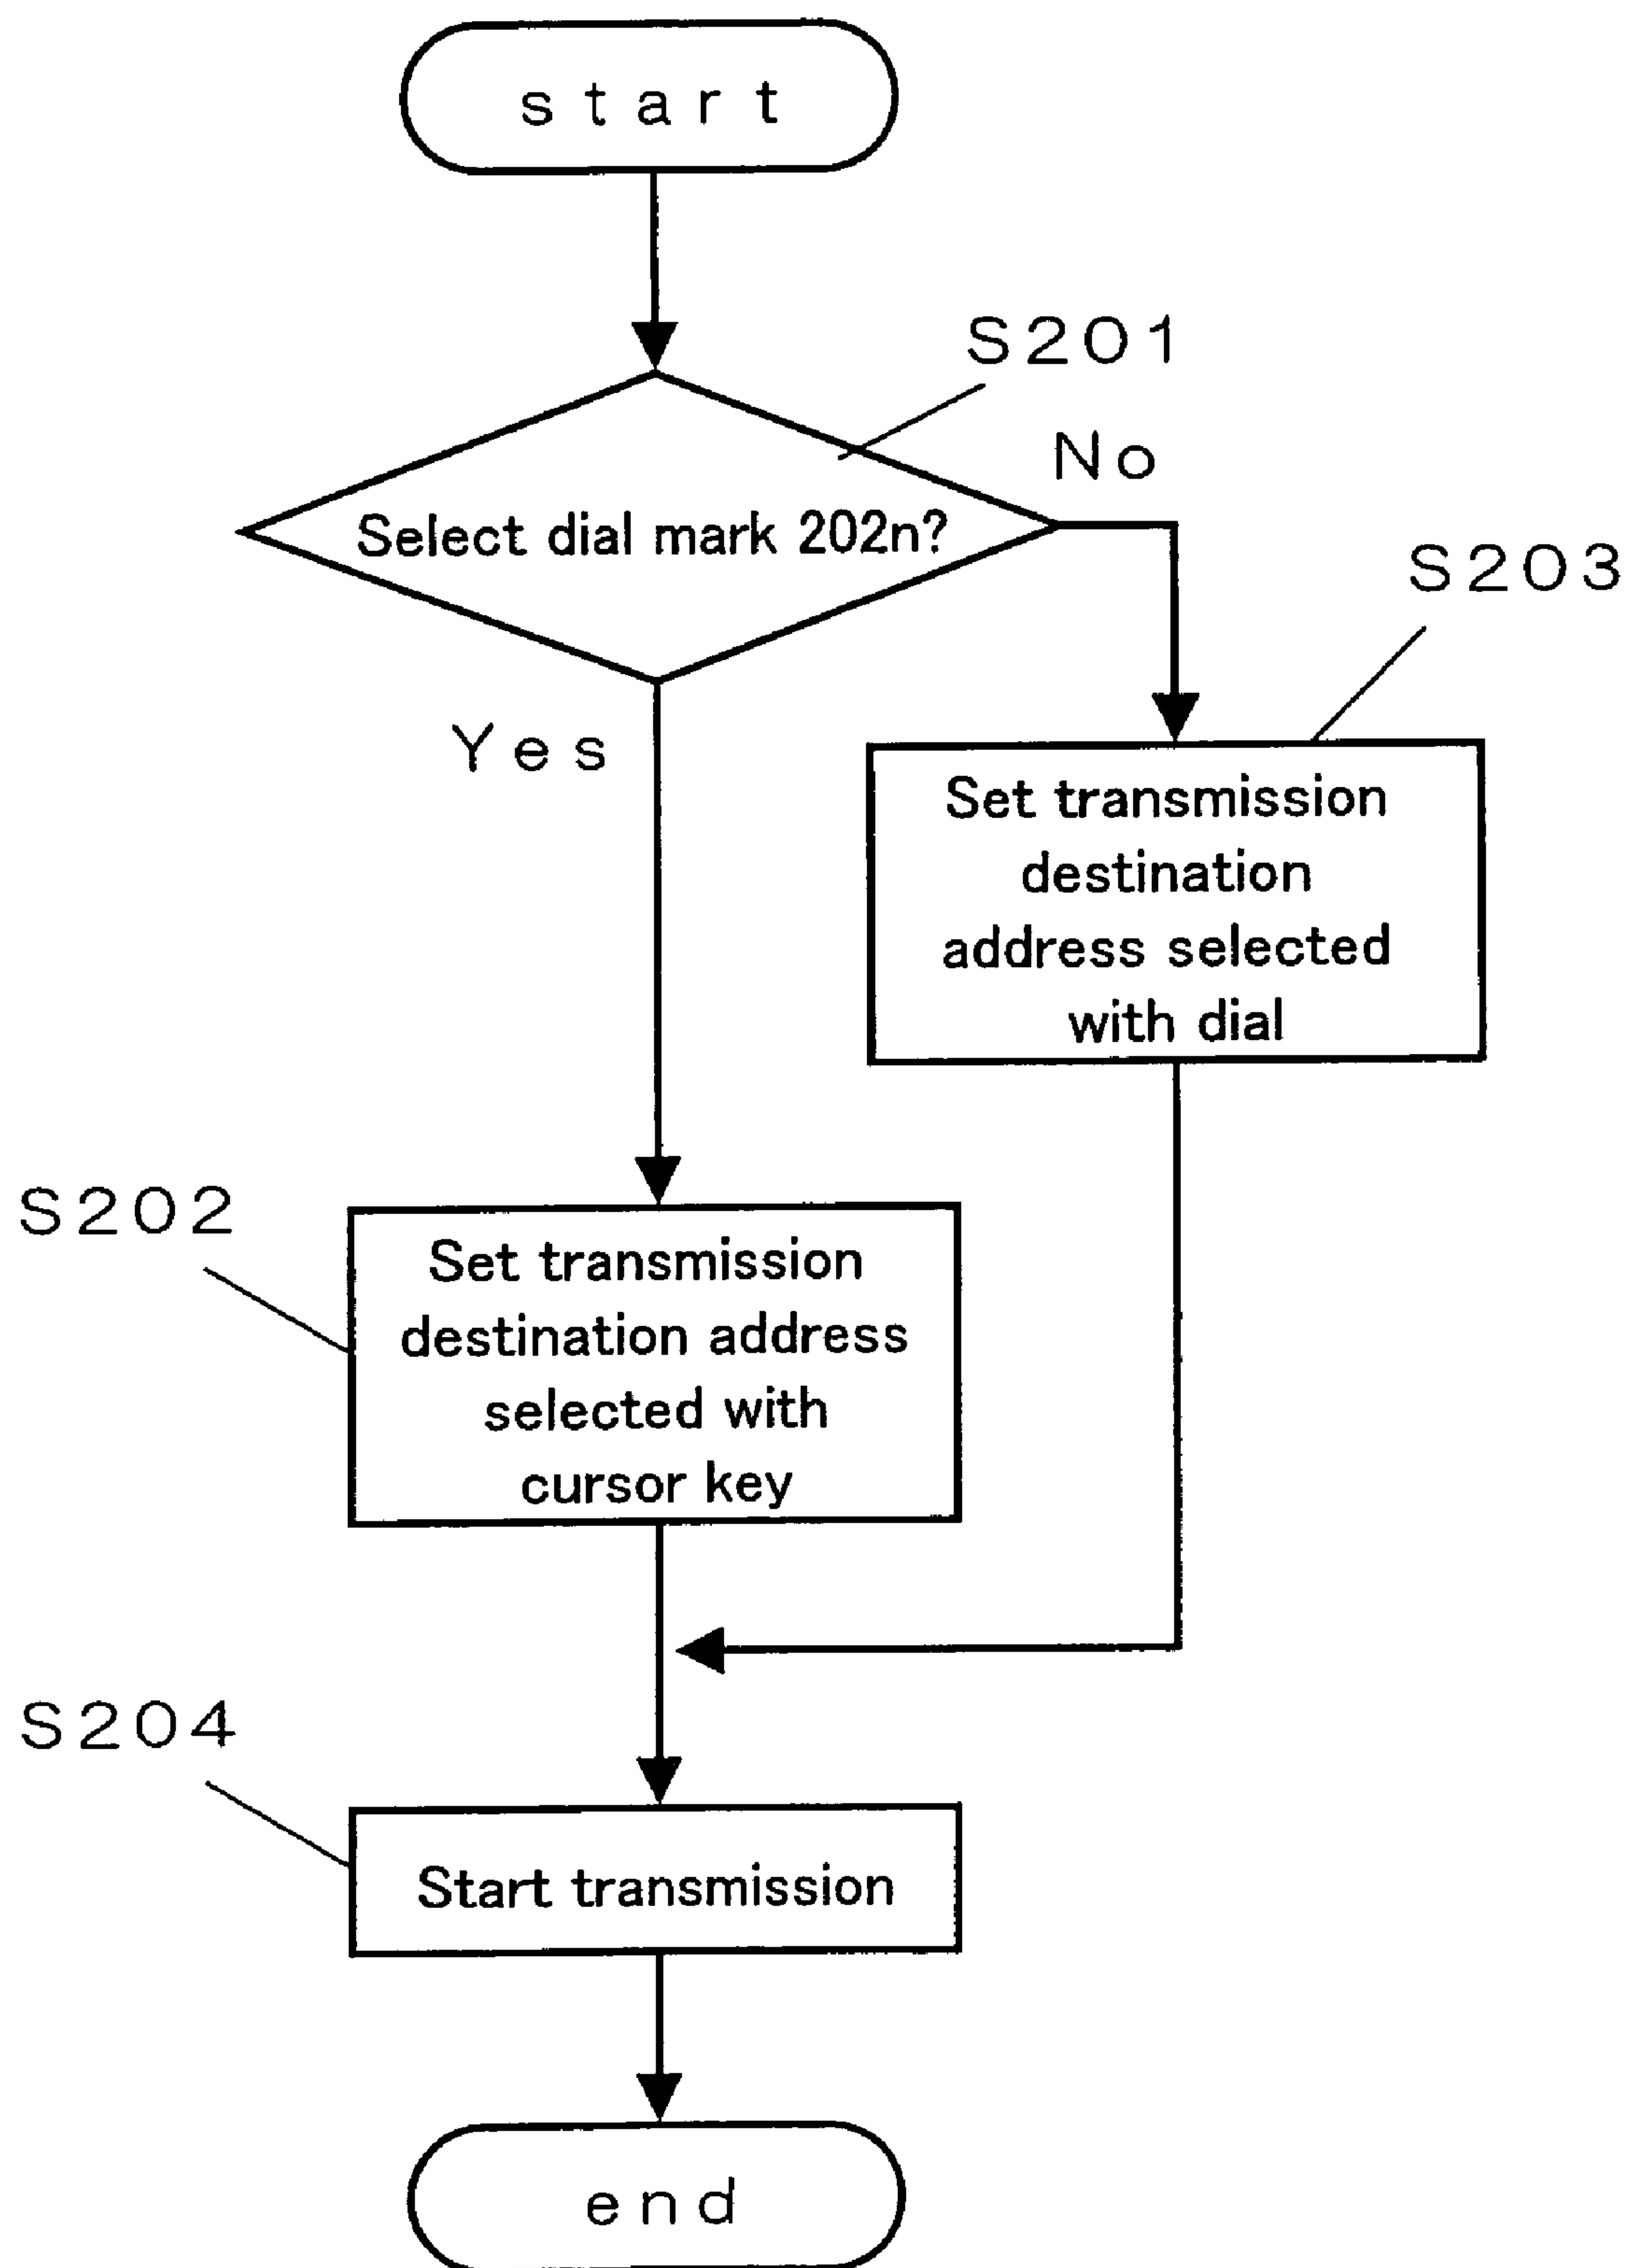 start
S201
No
Select dial mark 202n?
S203
Yes
Set transmission
destination
address selected
with dial
S202
Set transmission
destination address
selected with
cursor key
S204
Start transmission
end